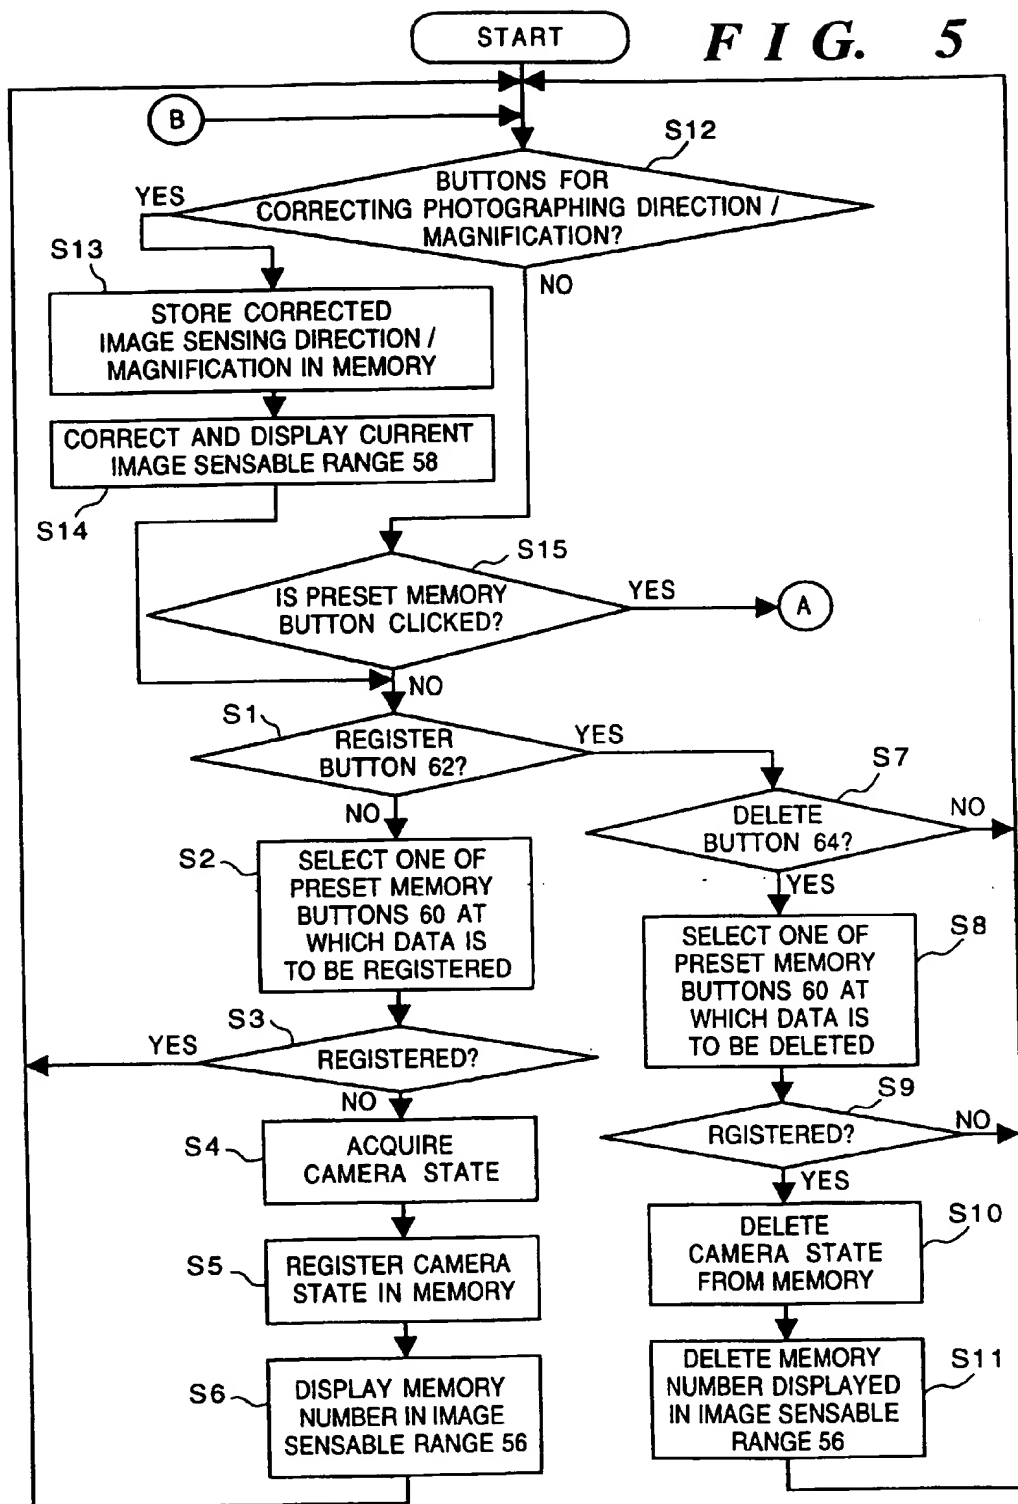 START
F I G. 5
B
S12
BUTTONS FOR
CORRECTING PHOTOGRAPHING DIRECTION /
MAGNIFICATION?
YES
NO
S13
STORE CORRECTED
IMAGE SENSING DIRECTION /
MAGNIFICATION IN MEMORY
CORRECT AND DISPLAY CURRENT
IMAGE SENSABLE RANGE 58
S14
S15
IS PRESET MEMORY
BUTTON CLICKED?
YES
A
NO
S1
REGISTER
BUTTON 62?
YES
NO
S7
DELETE
BUTTON 64?
NO
YES
S2
SELECT ONE OF
PRESET MEMORY
BUTTONS 60 AT
WHICH DATA IS
TO BE REGISTERED
S8
SELECT ONE OF
PRESET MEMORY
BUTTONS 60 AT
WHICH DATA IS
TO BE DELETED
S3
YES
REGISTERED?
NO
S9
RGISTERED?
NO
YES
S4
ACQUIRE
CAMERA STATE
S10
DELETE
CAMERA STATE
FROM MEMORY
S5
REGISTER CAMERA
STATE IN MEMORY
S11
DELETE MEMORY
NUMBER DISPLAYED
IN IMAGE SENSABLE
RANGE 56
S6
DISPLAY MEMORY
NUMBER IN IMAGE
SENSABLE RANGE 56